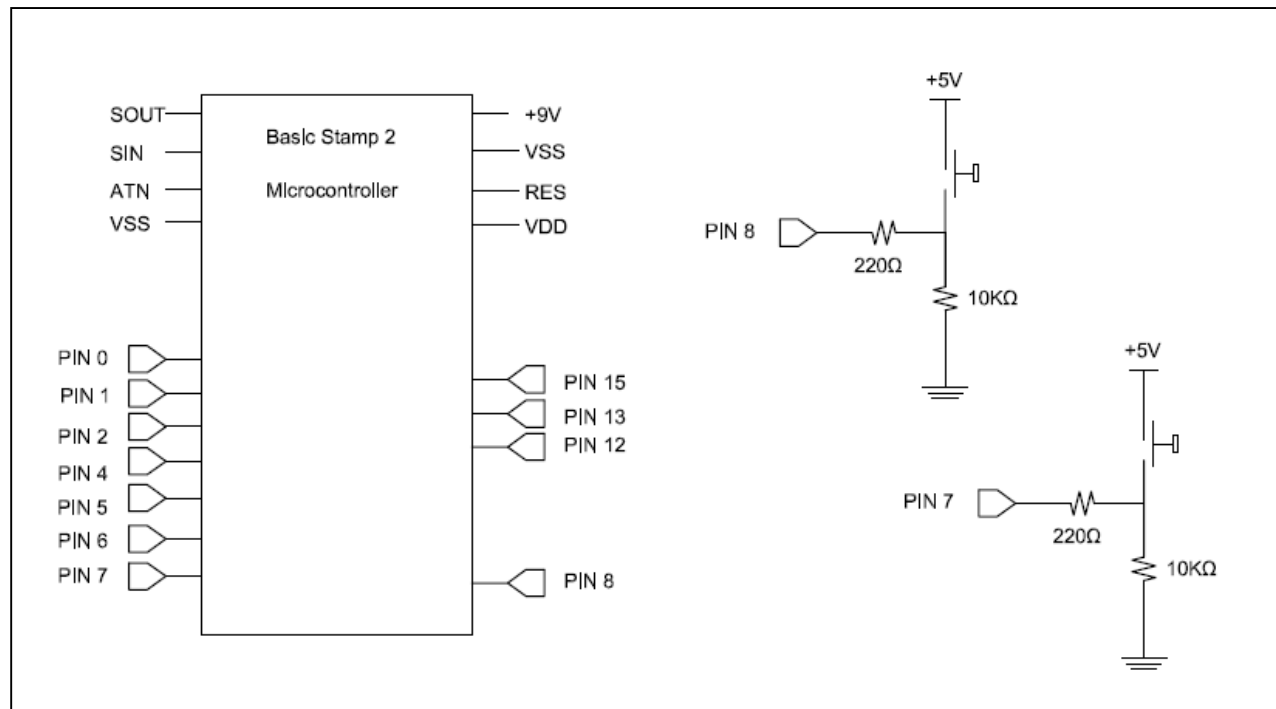 SOUT
SIN
ATN
VSS
Basic Stamp 2
Microcontroller
+9V
VSS
RES
VDD
PIN 0
PIN 1
PIN 2
PIN 4
PIN 5
PIN 6
PIN 7
PIN 15
PIN 13
PIN 12
PIN 8
+5V
PIN 8
220Ω
10KΩ
+5V
PIN 7
220Ω
10KΩ